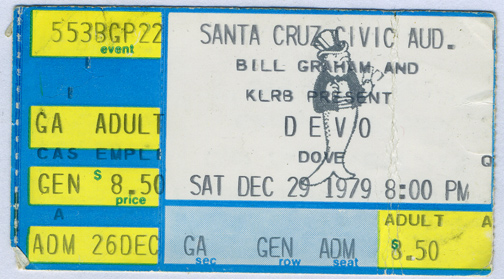 553BGP22
event
GA ADULT
CAS EMPL
GEN $ 8.50
price
A
ADM 26DEC
SANTA CRUZ CIVIC AUD.
BILL GRAHAM AND
KLRB PRESENT
DEVO
DOVE
SAT DEC 29 1979 8:00 PM
ADULT A
GA GEN ADM $ 8.50
sec row seat